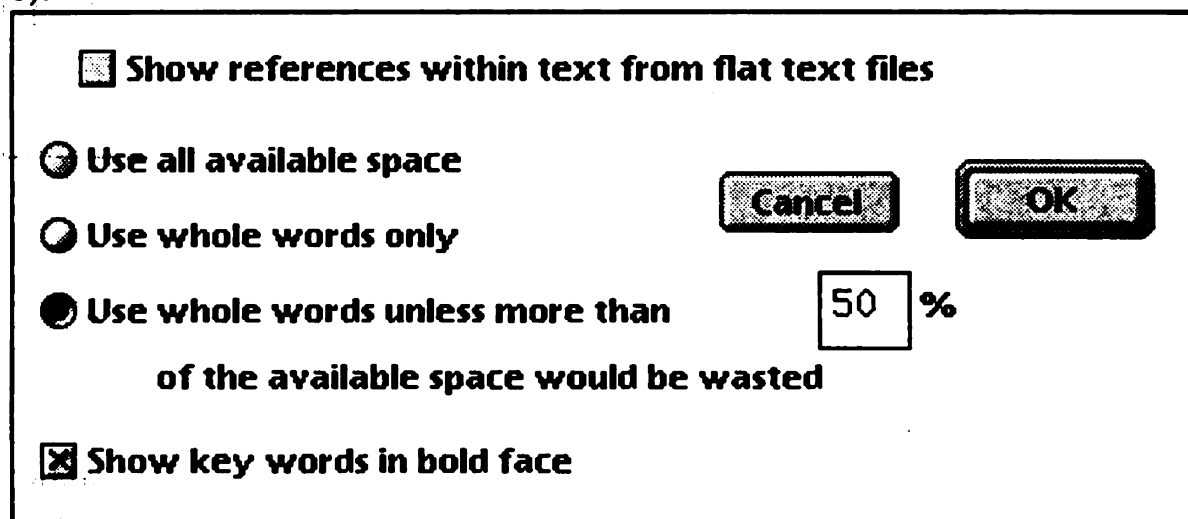 Show references within text from flat text files
Use all available space
Cancel OK
Use whole words only
Use whole words unless more than 50 %
of the available space would be wasted
Show key words in bold face